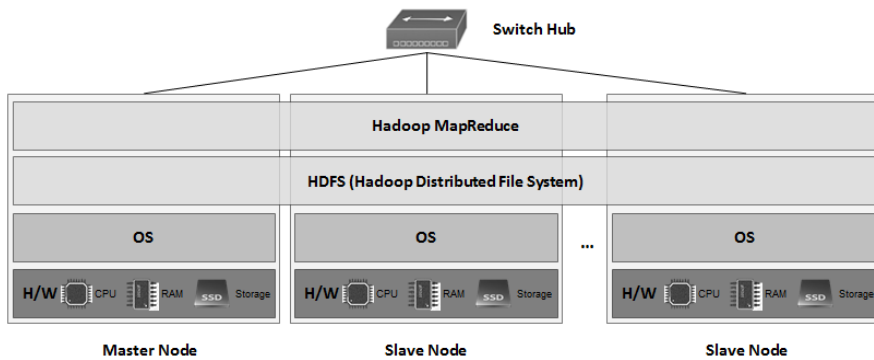 Switch Hub
Hadoop MapReduce
HDFS (Hadoop Distributed File System)
OS
OS
...
OS
H/W CPU RAM SSD Storage
H/W CPU RAM SSD Storage
H/W CPU RAM SSD Storage
Master Node
Slave Node
Slave Node